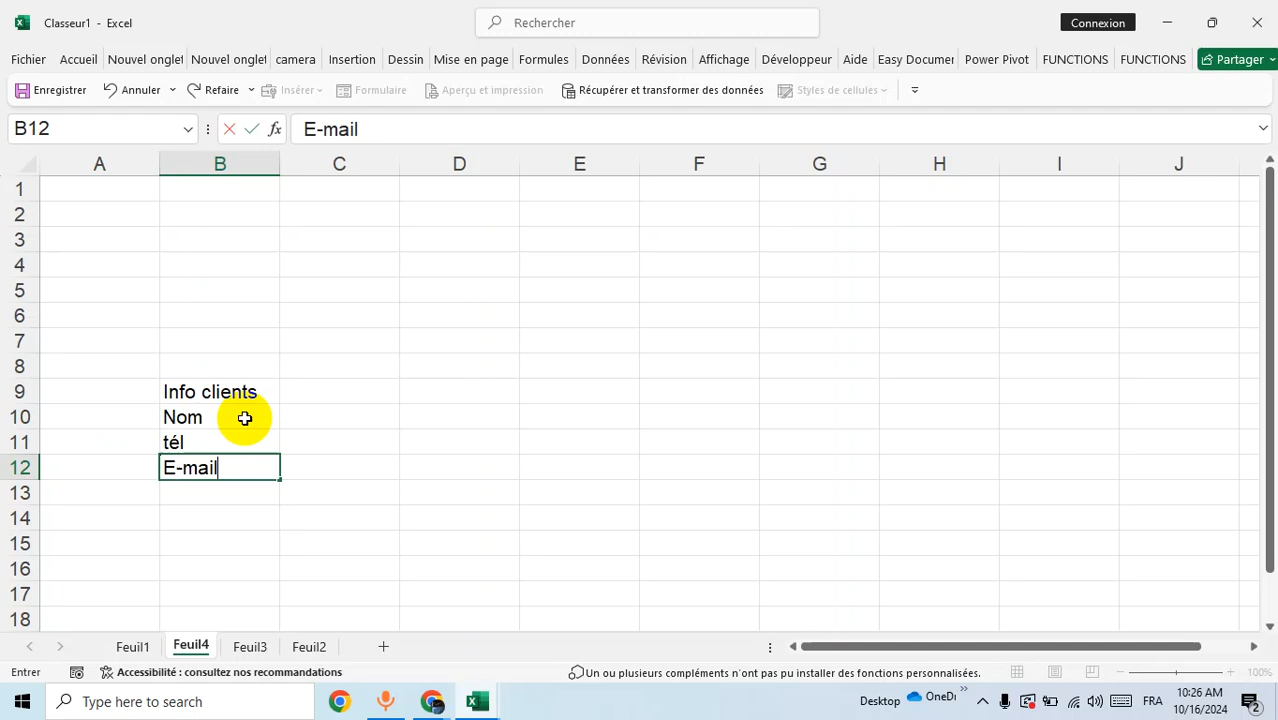 Classeur1 - Excel
Rechercher
Connexion
Fichier Accueil Nouvel onglet Nouvel onglet camera Insertion Dessin Mise en page Formules Données Révision Affichage Développeur Aide Easy Documen Power Pivot FUNCTIONS FUNCTIONS Partager
Enregistrer Annuler Refaire Insérer Formulaire Aperçu et impression Récupérer et transformer des données Styles de cellules
B12 fx E-mail
A B C D E F G H I J
1
2
3
4
5
6
7
8
9 Info clients
10 Nom
11 tél
12 E-mail
13
14
15
16
17
18
Feuil1 Feuil4 Feuil3 Feuil2
Entrer Accessibilité : consultez nos recommandations Un ou plusieurs compléments n'ont pas pu installer des fonctions personnalisées. 100%
Type here to search Desktop OneDri FRA 10:26 AM
10/16/2024 2